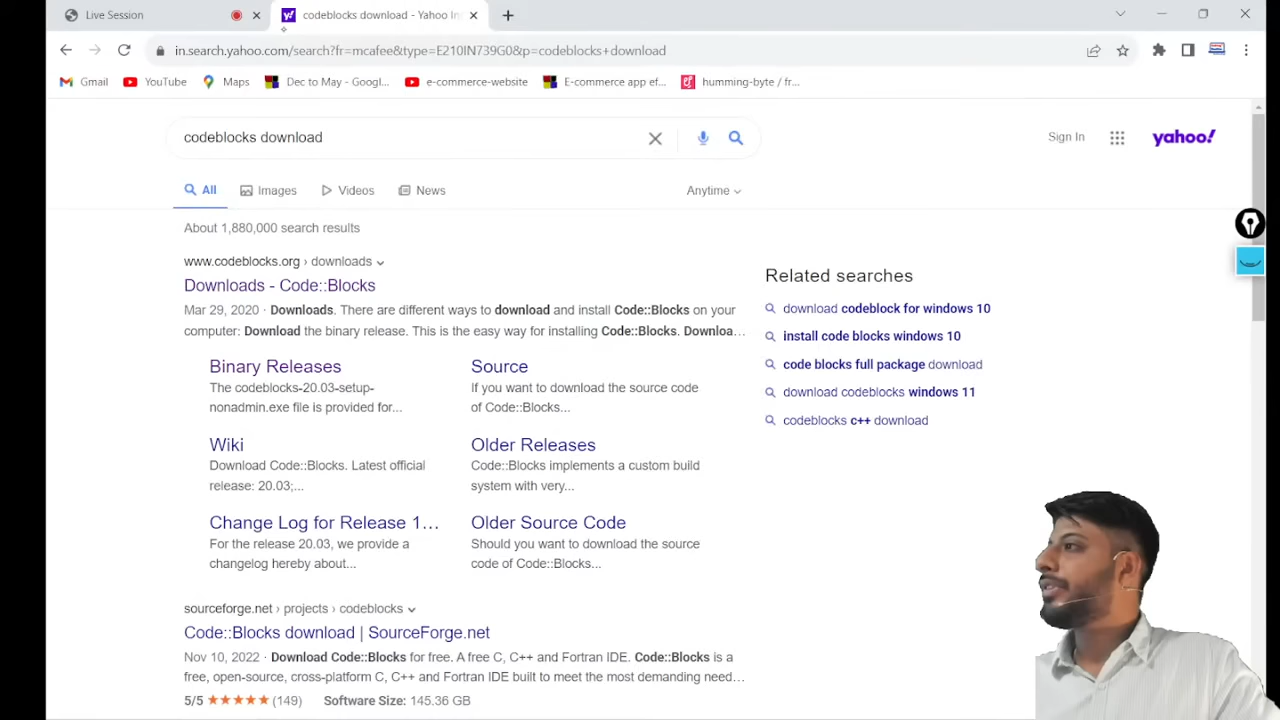 Live Session
codeblocks download - Yahoo In
in.search.yahoo.com/search?fr=mcafee&type=E210IN739G0&p=codeblocks+download
Gmail
YouTube
Maps
Dec to May - Googl...
e-commerce-website
E-commerce app ef...
humming-byte / fr...
codeblocks download
Sign In
yahoo!
All
Images
Videos
News
Anytime
About 1,880,000 search results
www.codeblocks.org › downloads
Downloads - Code::Blocks
Mar 29, 2020 · Downloads. There are different ways to download and install Code::Blocks on your
computer: Download the binary release. This is the easy way for installing Code::Blocks. Downloa...
Binary Releases
The codeblocks-20.03-setup-
nonadmin.exe file is provided for...
Source
If you want to download the source code
of Code::Blocks...
Wiki
Download Code::Blocks. Latest official
release: 20.03;...
Older Releases
Code::Blocks implements a custom build
system with very...
Change Log for Release 1...
For the release 20.03, we provide a
changelog hereby about...
Older Source Code
Should you want to download the source
code of Code::Blocks...
sourceforge.net › projects › codeblocks
Code::Blocks download | SourceForge.net
Nov 10, 2022 · Download Code::Blocks for free. A free C, C++ and Fortran IDE. Code::Blocks is a
free, open-source, cross-platform C, C++ and Fortran IDE built to meet the most demanding need...
5/5 ★★★★★ (149) Software Size: 145.36 GB
Related searches
download codeblock for windows 10
install code blocks windows 10
code blocks full package download
download codeblocks windows 11
codeblocks c++ download